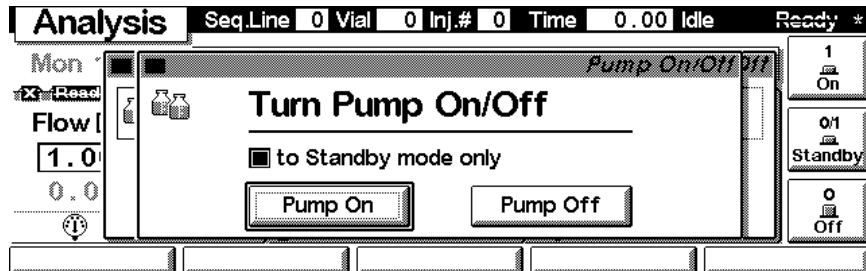 Analysis Seq.Line 0 Vial 0 Inj.# 0 Time 0.00 Idle Ready *
Mon
Pump On/Off
1
On
Turn Pump On/Off
Flow [
to Standby mode only
0/1
Standby
1.0
Pump On Pump Off
0.0
0
Off